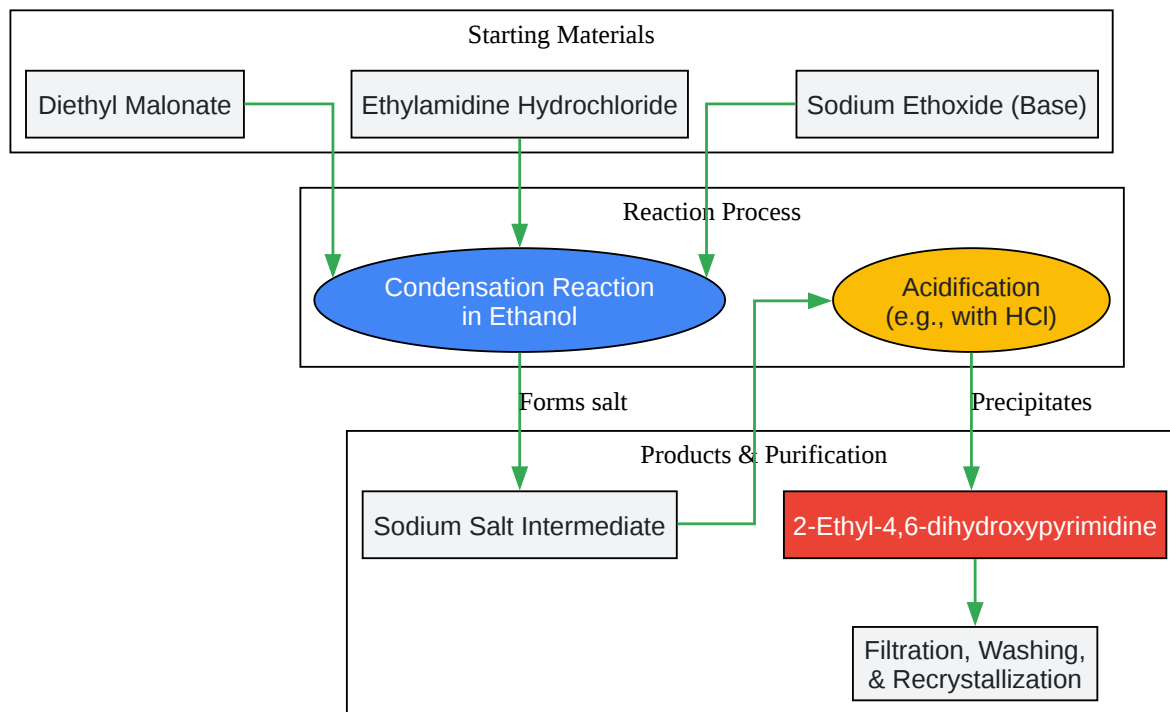 Starting Materials
Diethyl Malonate
Ethylamidine Hydrochloride
Sodium Ethoxide (Base)
Reaction Process
Condensation Reaction
in Ethanol
Acidification
(e.g., with HCl)
Forms salt
Precipitates
Products & Purification
Sodium Salt Intermediate
2-Ethyl-4,6-dihydroxypyrimidine
Filtration, Washing,
& Recrystallization